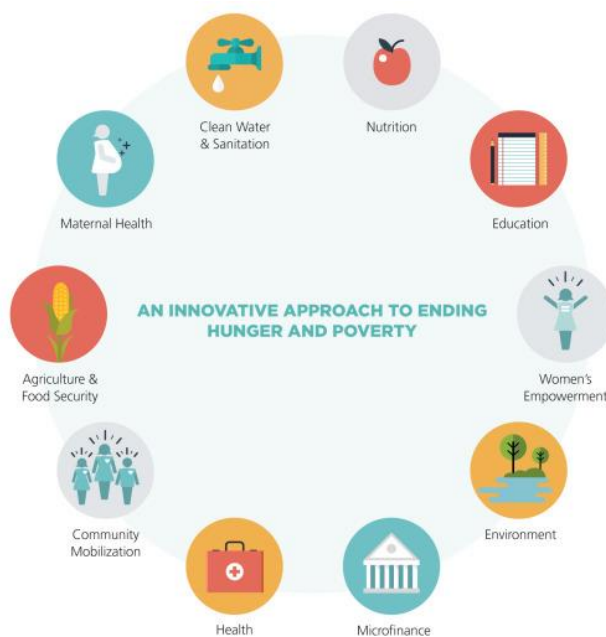 Clean Water
& Sanitation
Nutrition
Maternal Health
Education
AN INNOVATIVE APPROACH TO ENDING
HUNGER AND POVERTY
Agriculture &
Food Security
Women's
Empowerment
Community
Mobilization
Environment
Health
Microfinance